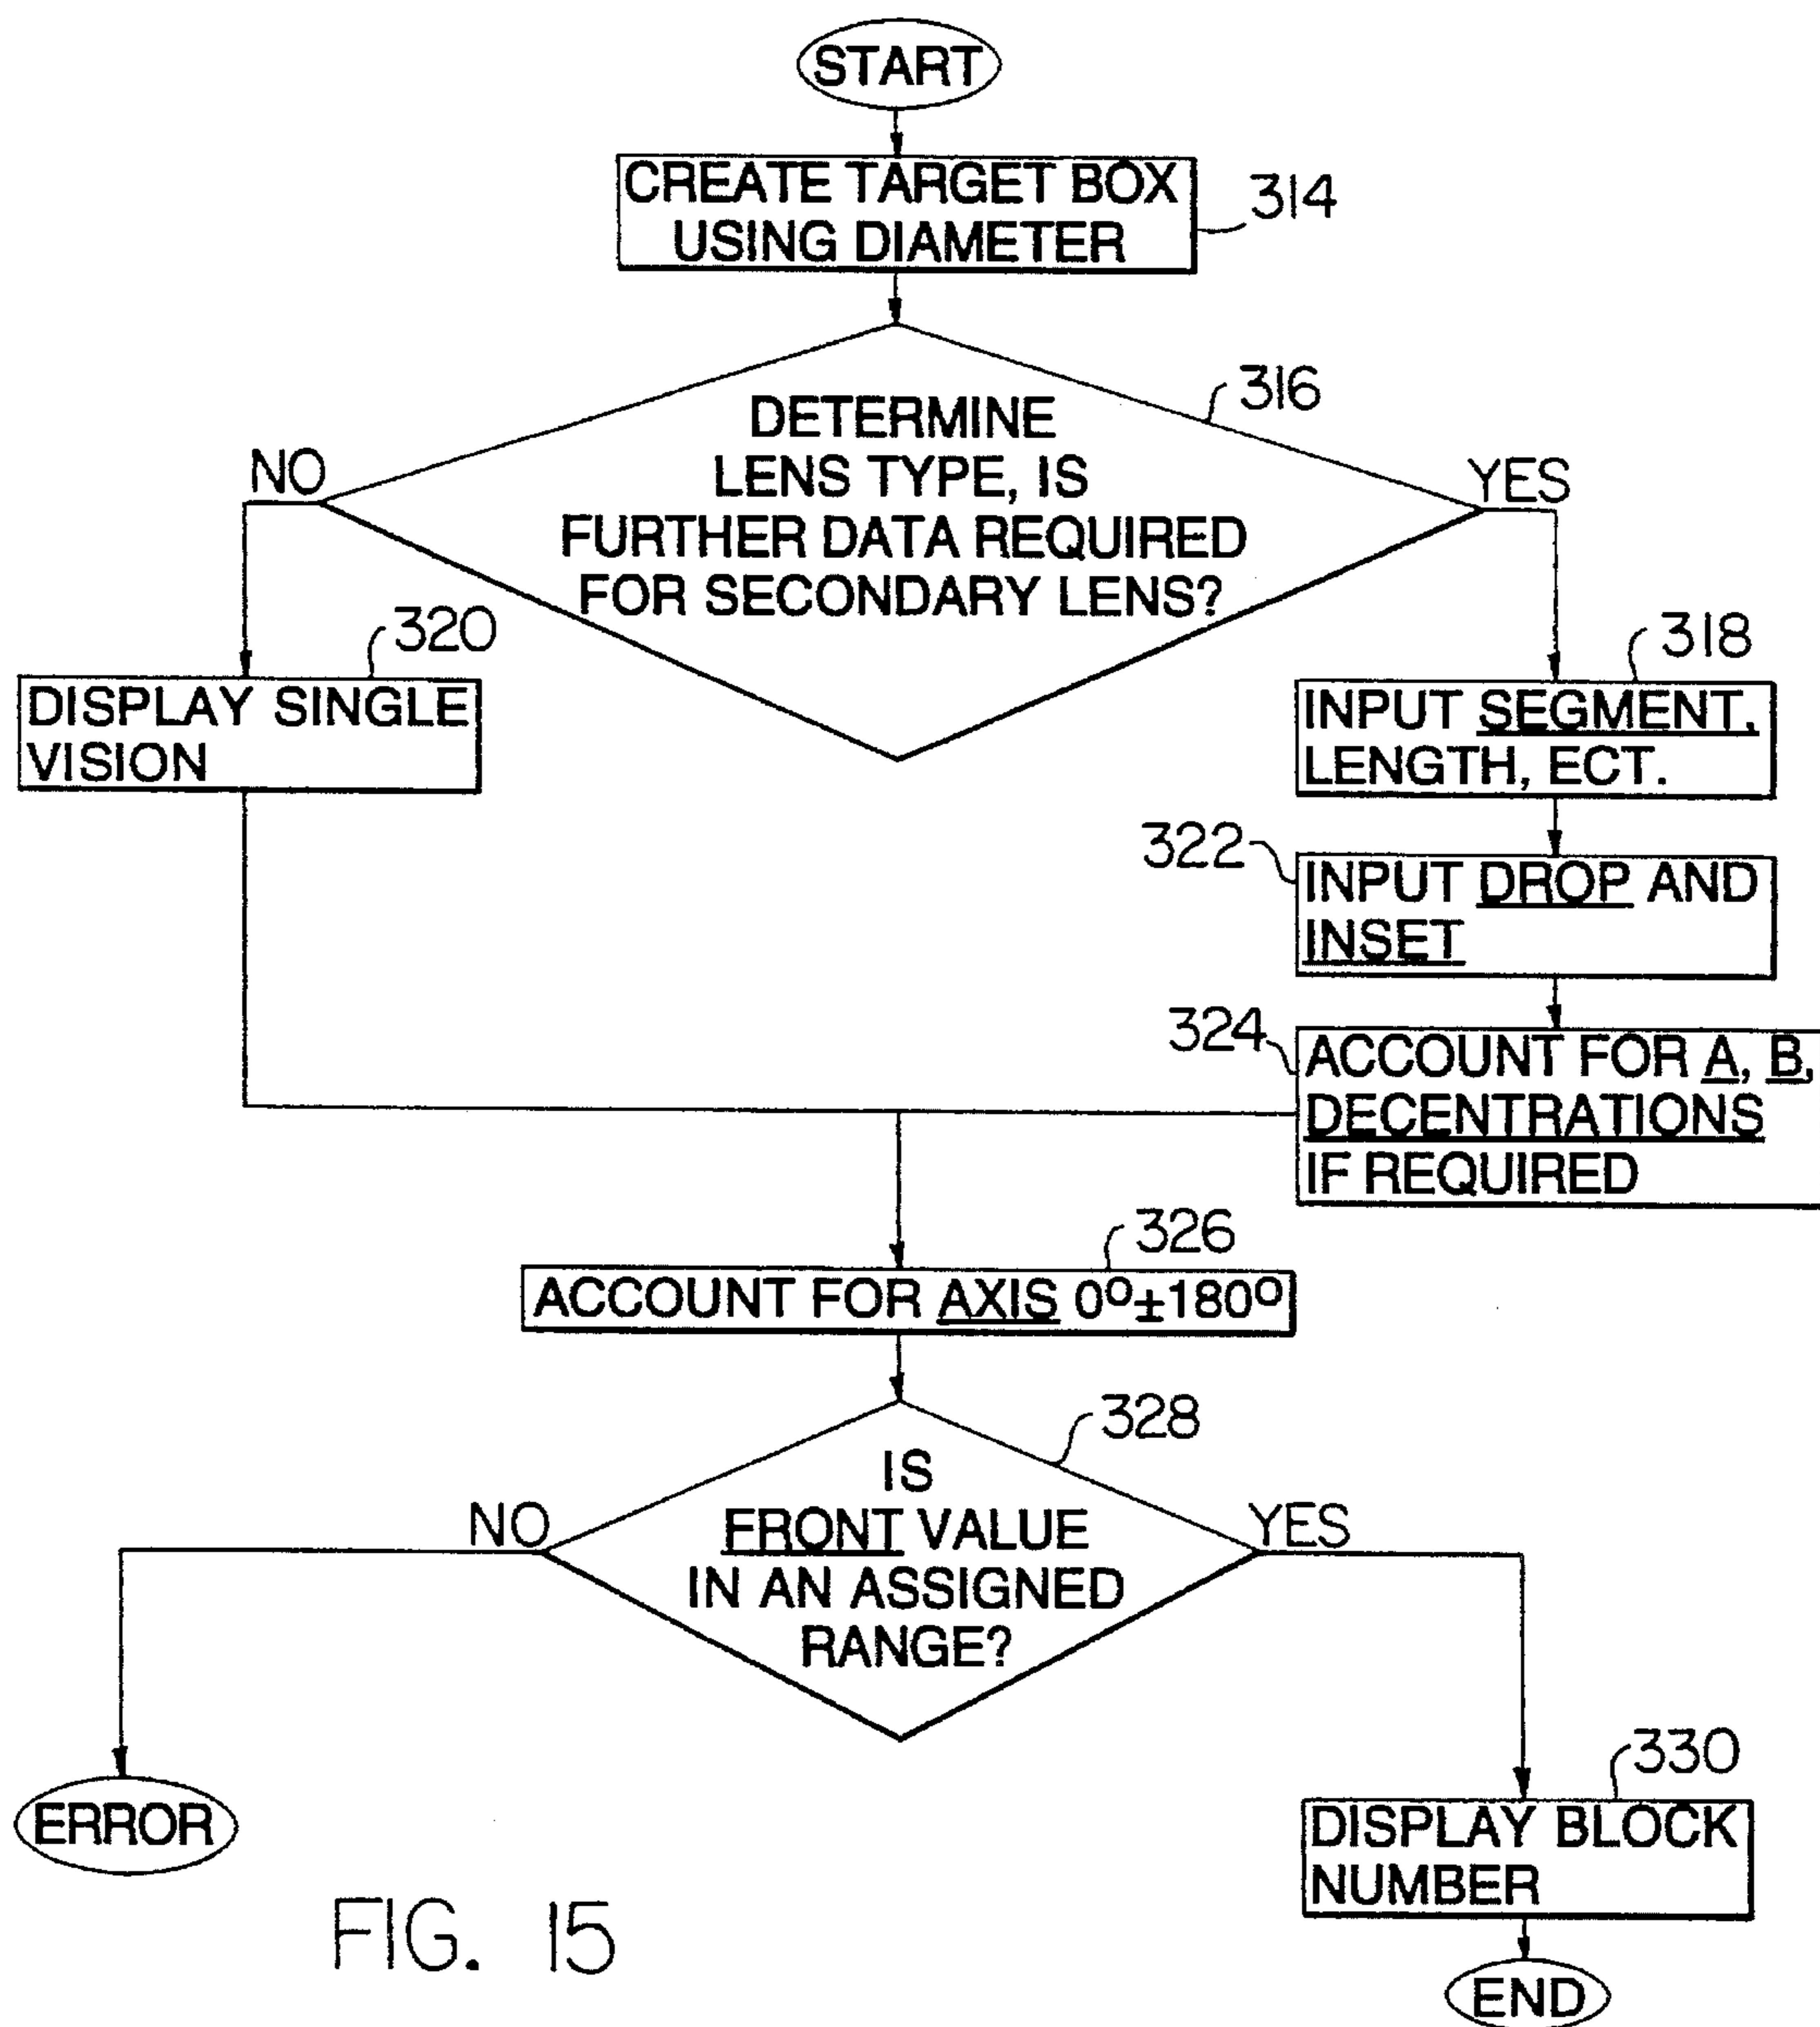 START
CREATE TARGET BOX
USING DIAMETER
314
316
DETERMINE
LENS TYPE, IS
FURTHER DATA REQUIRED
FOR SECONDARY LENS?
NO
YES
320
DISPLAY SINGLE
VISION
318
INPUT SEGMENT,
LENGTH, ECT.
322
INPUT DROP AND
INSET
324
ACCOUNT FOR A, B,
DECENTRATIONS
IF REQUIRED
326
ACCOUNT FOR AXIS 0º±180º
328
IS
FRONT VALUE
IN AN ASSIGNED
RANGE?
NO
YES
ERROR
330
DISPLAY BLOCK
NUMBER
END
FIG. 15